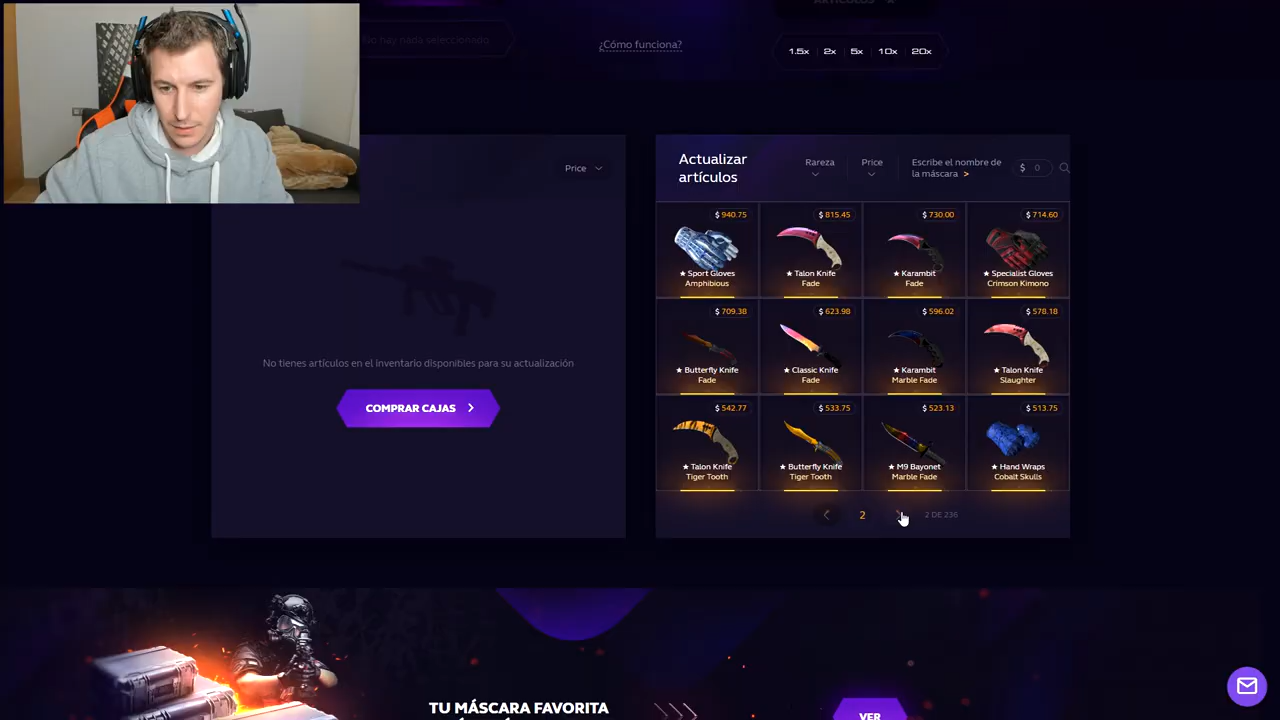 No hay nada seleccionado
¿Cómo funciona?
ARTÍCULOS
1.5x 2x 5x 10x 20x
Price
No tienes artículos en el inventario disponibles para su actualización
COMPRAR CAJAS
Actualizar
artículos
Rareza
Price
Escribe el nombre de
la máscara >
$ 0
$ 940.75
★ Sport Gloves
Amphibious
$ 815.45
★ Talon Knife
Fade
$ 730.00
★ Karambit
Fade
$ 714.60
★ Specialist Gloves
Crimson Kimono
$ 709.38
★ Butterfly Knife
Fade
$ 623.98
★ Classic Knife
Fade
$ 596.02
★ Karambit
Marble Fade
$ 578.18
★ Talon Knife
Slaughter
$ 542.77
★ Talon Knife
Tiger Tooth
$ 533.75
★ Butterfly Knife
Tiger Tooth
$ 523.13
★ M9 Bayonet
Marble Fade
$ 513.75
★ Hand Wraps
Cobalt Skulls
2
2 DE 236
TU MÁSCARA FAVORITA
VER